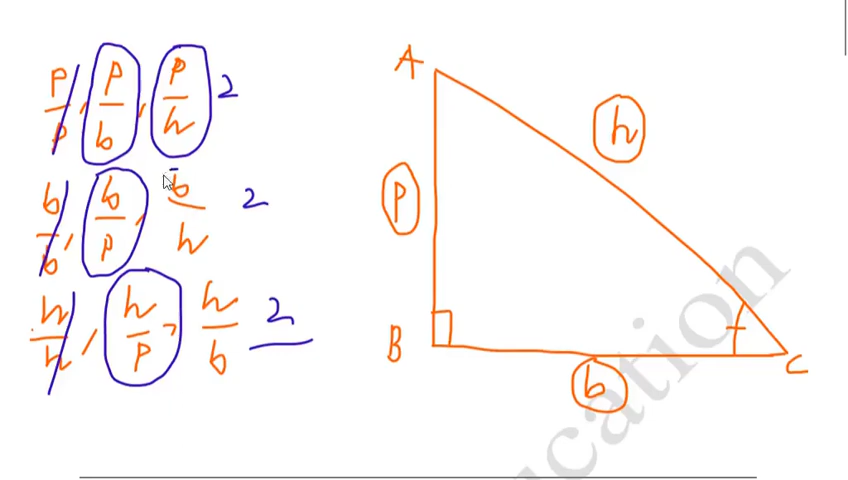 p/p, p/b, p/h 2
b/b, b/p, b/h 2
h/h, h/p, h/b 2
A
h
p
B
b
C
cation